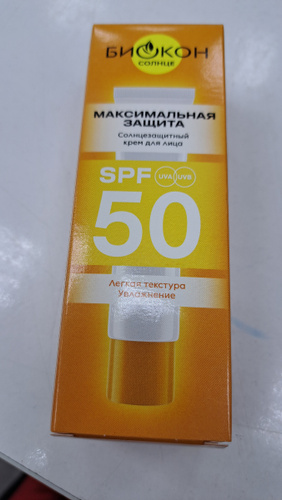 БИОКОН
СОЛНЦЕ
МАКСИМАЛЬНАЯ
ЗАЩИТА
Солнцезащитный
крем для лица
SPF UVA UVB
50
Легкая текстура
Увлажнение